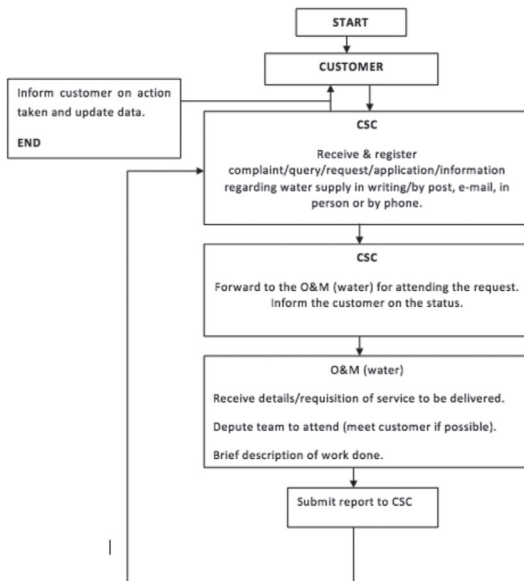 START
CUSTOMER
Inform customer on action
taken and update data.
END
CSC
Receive & register
complaint/query/request/application/information
regarding water supply in writing/by post, e-mail, in
person or by phone.
CSC
Forward to the O&M (water) for attending the request.
Inform the customer on the status.
O&M (water)
Receive details/requisition of service to be delivered.
Depute team to attend (meet customer if possible).
Brief description of work done.
Submit report to CSC